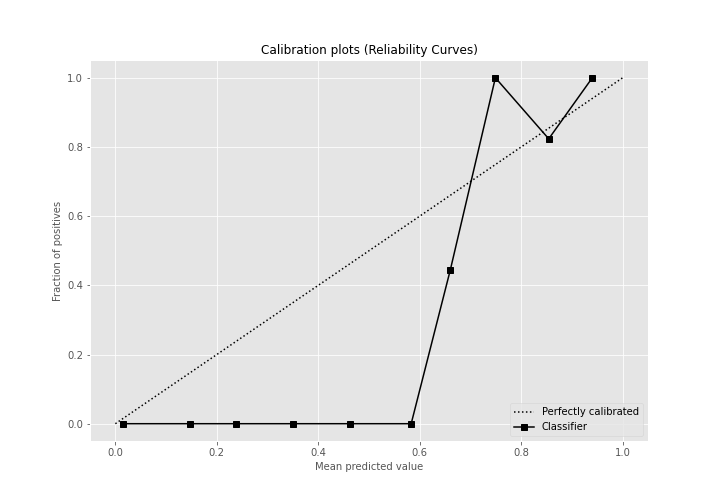 Calibration plots (Reliability Curves)
1.0
0.8
0.6
0.4
0.2
0.0
Fraction of positives
0.0 0.2 0.4 0.6 0.8 1.0
Mean predicted value
Perfectly calibrated
Classifier